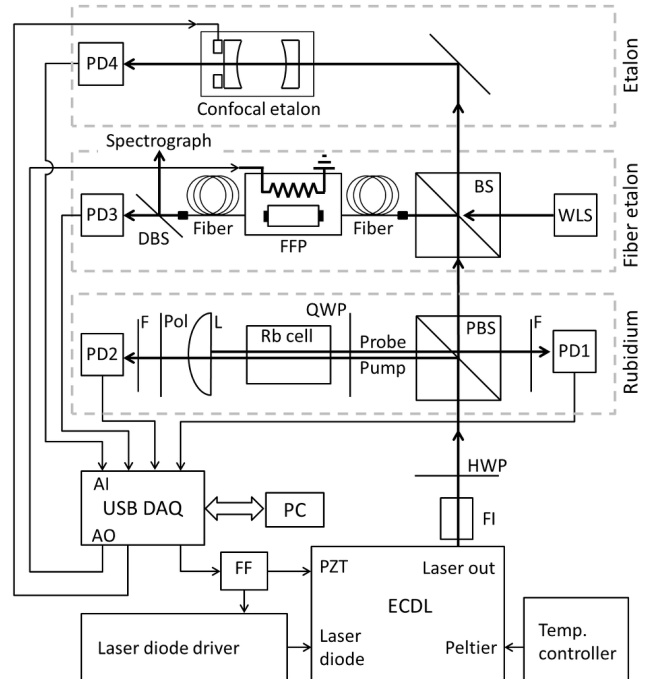 PD4
Confocal etalon
Etalon
Spectrograph
BS
PD3
WLS
DBS
Fiber
FFP
Fiber
Fiber etalon
QWP
PBS
F
Pol
L
Rb cell
Probe
F
PD2
Pump
PD1
Rubidium
HWP
AI
USB DAQ
PC
FI
AO
FF
PZT
Laser out
ECDL
Laser diode driver
Laser
diode
Peltier
Temp.
controller